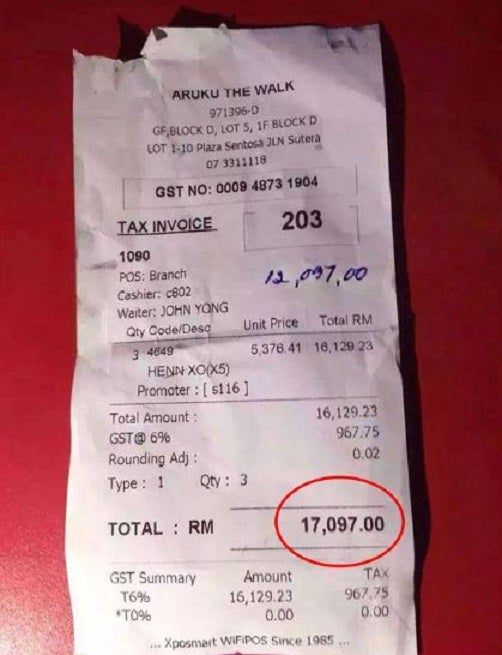 ARUKU THE WALK
971396-D
GF,BLOCK D, LOT 5, 1F BLOCK D
LOT 1-10 Plaza Sentosa JLN Sutera
07 3311118
GST NO: 0009 4873 1904
TAX INVOICE 203
1090
POS: Branch 12,097,00
Cashier: c802
Waiter: JOHN YONG
Qty Code/Desc Unit Price Total RM
3 4649 5,376.41 16,129.23
HENN XO(X5)
Promoter : [ s116 ]
Total Amount : 16,129.23
GST@ 6% 967.75
Rounding Adj : 0.02
Type : 1 Qty : 3
TOTAL : RM 17,097.00
GST Summary Amount TAX
T6% 16,129.23 967.75
*T0% 0.00 0.00
... Xposmart WiFiPOS Since 1985 ...